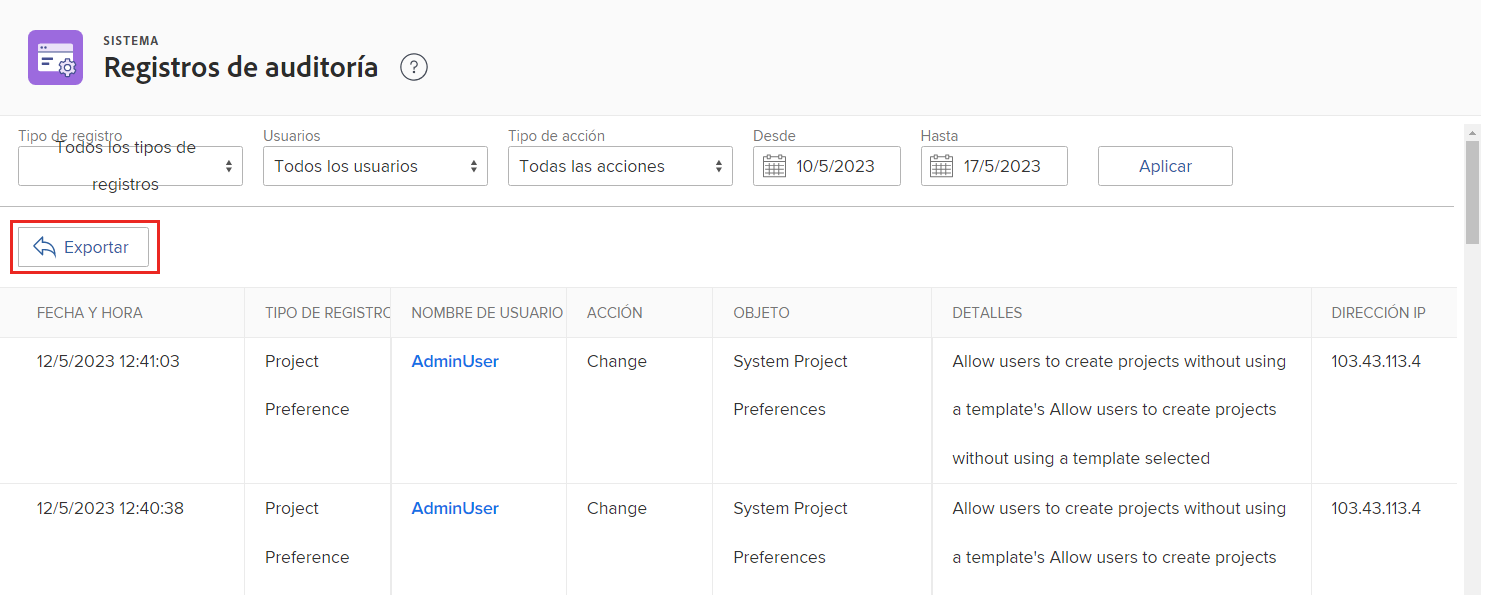 SISTEMA
Registros de auditoría ?
Tipo de registro Usuarios Tipo de acción Desde Hasta
Todos los tipos de
registros
Todos los usuarios Todas las acciones 10/5/2023 17/5/2023 Aplicar
Exportar
FECHA Y HORA TIPO DE REGISTRO NOMBRE DE USUARIO ACCIÓN OBJETO DETALLES DIRECCIÓN IP
12/5/2023 12:41:03 Project AdminUser Change System Project Allow users to create projects without using 103.43.113.4
Preference Preferences a template's Allow users to create projects
without using a template selected
12/5/2023 12:40:38 Project AdminUser Change System Project Allow users to create projects without using 103.43.113.4
Preference Preferences a template's Allow users to create projects